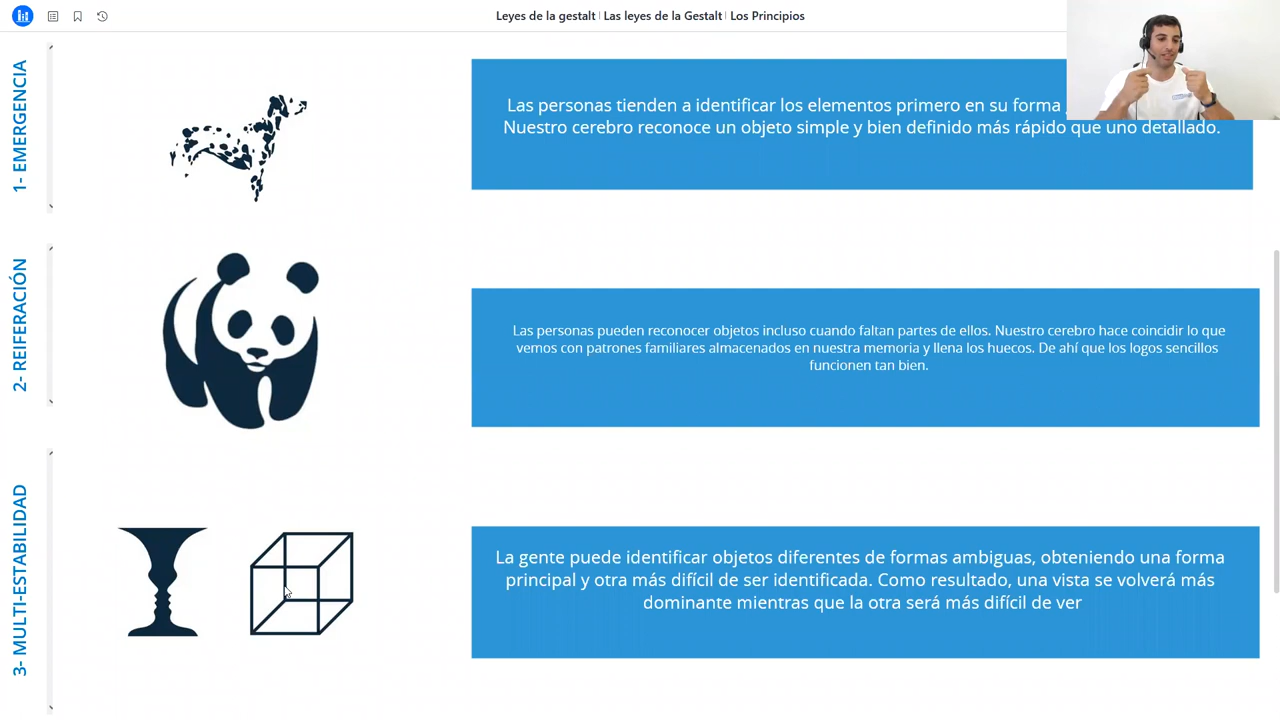 Leyes de la gestalt | Las leyes de la Gestalt | Los Principios
1- EMERGENCIA
Las personas tienden a identificar los elementos primero en su forma
Nuestro cerebro reconoce un objeto simple y bien definido más rápido que uno detallado.
2- REIFERACIÓN
Las personas pueden reconocer objetos incluso cuando faltan partes de ellos. Nuestro cerebro hace coincidir lo que
vemos con patrones familiares almacenados en nuestra memoria y llena los huecos. De ahí que los logos sencillos
funcionen tan bien.
3- MULTI-ESTABILIDAD
La gente puede identificar objetos diferentes de formas ambiguas, obteniendo una forma
principal y otra más difícil de ser identificada. Como resultado, una vista se volverá más
dominante mientras que la otra será más difícil de ver